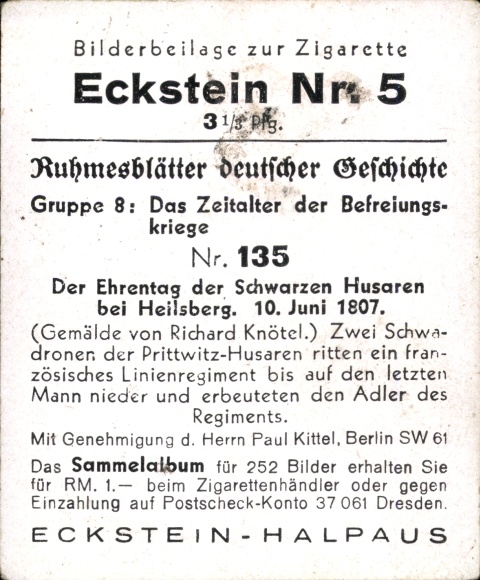 Bilderbeilage zur Zigarette
Eckstein Nr. 5
3 1/3 Pfg.
Ruhmesblätter deutscher Geschichte
Gruppe 8: Das Zeitalter der Befreiungs-
kriege
Nr. 135
Der Ehrentag der Schwarzen Husaren
bei Heilsberg. 10. Juni 1807.
(Gemälde von Richard Knötel.) Zwei Schwa-
dronen der Prittwitz-Husaren ritten ein fran-
zösisches Linienregiment bis auf den letzten
Mann nieder und erbeuteten den Adler des
Regiments.
Mit Genehmigung d. Herrn Paul Kittel, Berlin SW 61
Das Sammelalbum für 252 Bilder erhalten Sie
für RM. 1.— beim Zigarettenhändler oder gegen
Einzahlung auf Postscheck-Konto 37 061 Dresden.
ECKSTEIN-HALPAUS